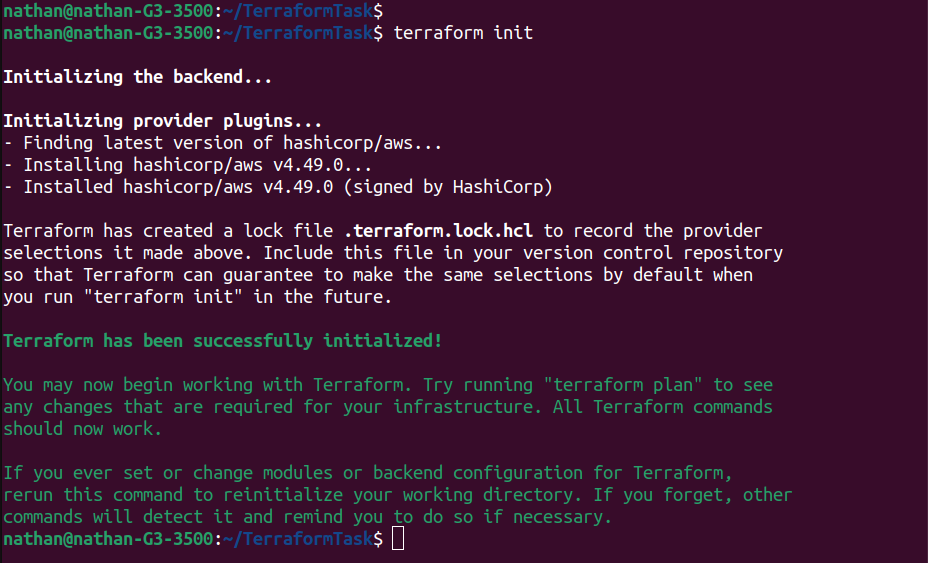 nathan@nathan-G3-3500:~/TerraformTask$
nathan@nathan-G3-3500:~/TerraformTask$ terraform init
Initializing the backend...
Initializing provider plugins...
- Finding latest version of hashicorp/aws...
- Installing hashicorp/aws v4.49.0...
- Installed hashicorp/aws v4.49.0 (signed by HashiCorp)
Terraform has created a lock file .terraform.lock.hcl to record the provider
selections it made above. Include this file in your version control repository
so that Terraform can guarantee to make the same selections by default when
you run "terraform init" in the future.
Terraform has been successfully initialized!
You may now begin working with Terraform. Try running "terraform plan" to see
any changes that are required for your infrastructure. All Terraform commands
should now work.
If you ever set or change modules or backend configuration for Terraform,
rerun this command to reinitialize your working directory. If you forget, other
commands will detect it and remind you to do so if necessary.
nathan@nathan-G3-3500:~/TerraformTask$